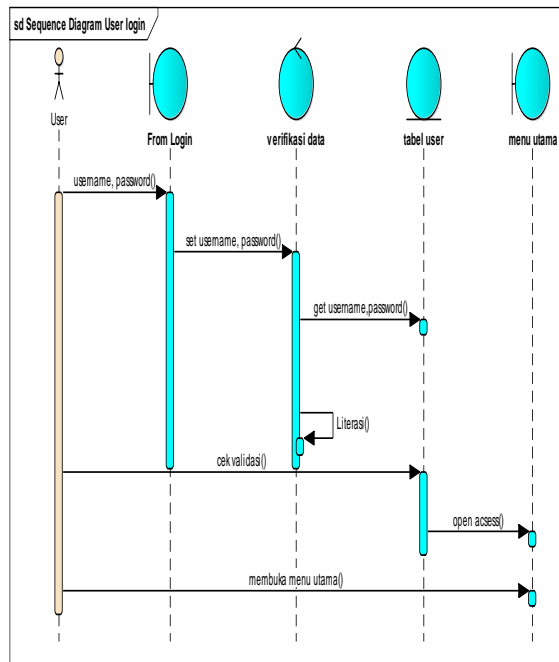 sd Sequence Diagram User login
User
From Login
verifikasi data
tabel user
menu utama
username, password()
set username, password()
get username,password()
Literasi()
cek validasi()
open acsess()
membuka menu utama()